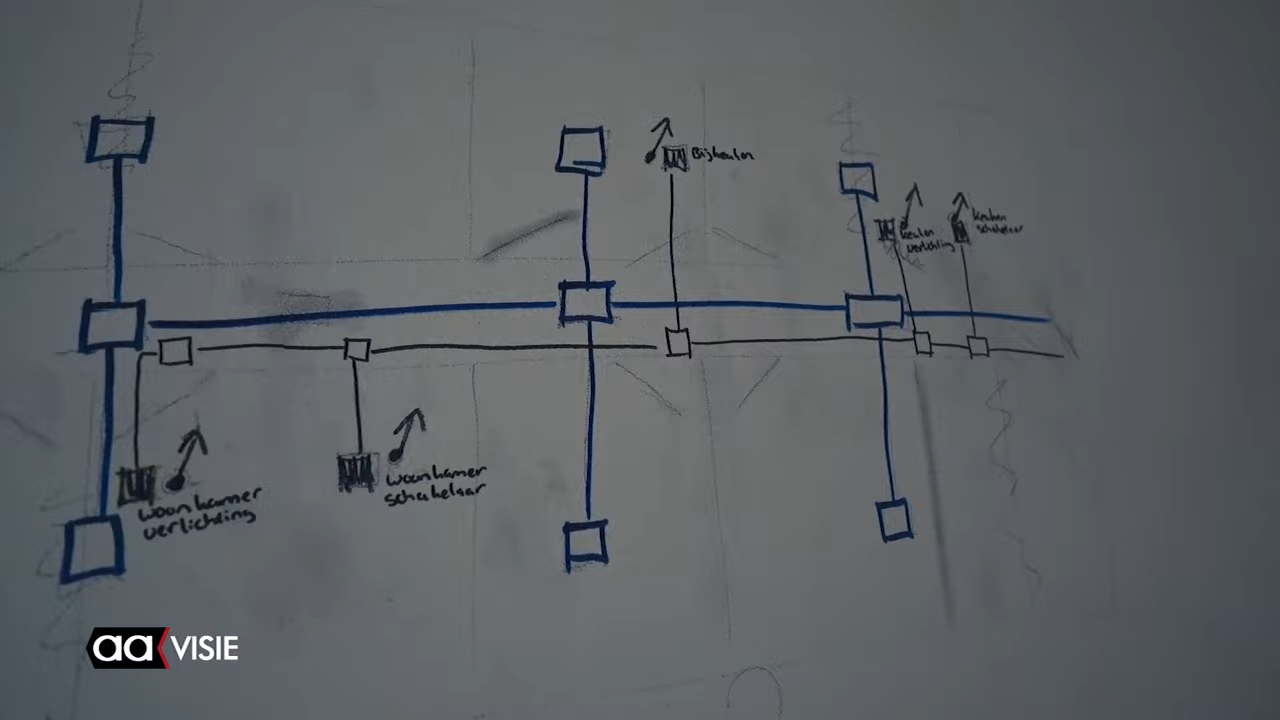 Bijkeuken
keuken
verlichting
keuken
schakelaar
woonkamer
verlichting
woonkamer
schakelaar
aa VISIE